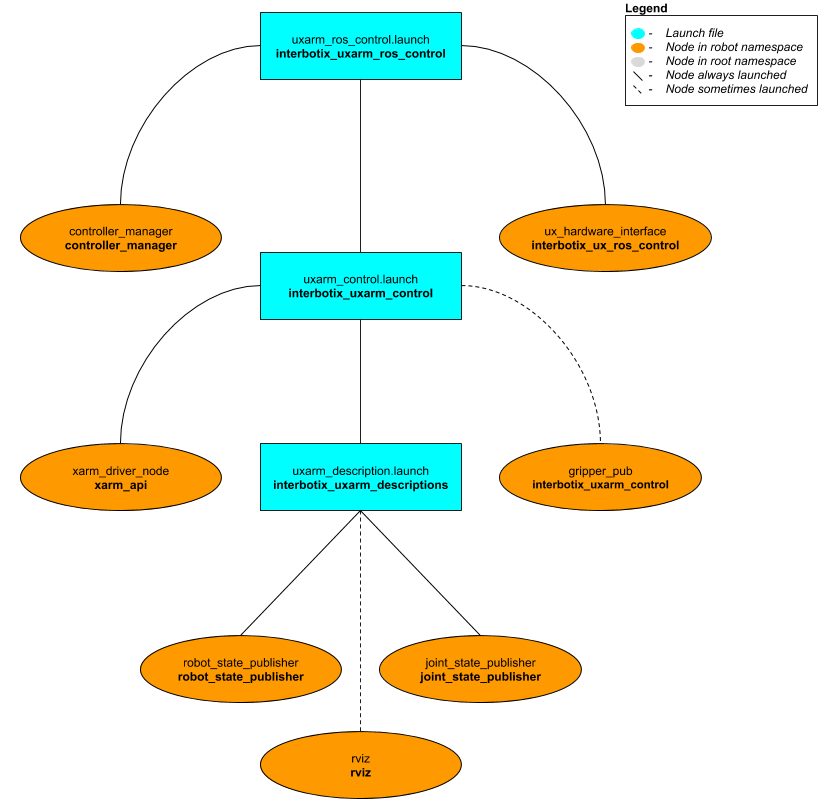 Legend
- Launch file
- Node in robot namespace
- Node in root namespace
- Node always launched
- Node sometimes launched
uxarm_ros_control.launch
interbotix_uxarm_ros_control
controller_manager
controller_manager
ux_hardware_interface
interbotix_ux_ros_control
uxarm_control.launch
interbotix_uxarm_control
xarm_driver_node
xarm_api
uxarm_description.launch
interbotix_uxarm_descriptions
gripper_pub
interbotix_uxarm_control
robot_state_publisher
robot_state_publisher
joint_state_publisher
joint_state_publisher
rviz
rviz